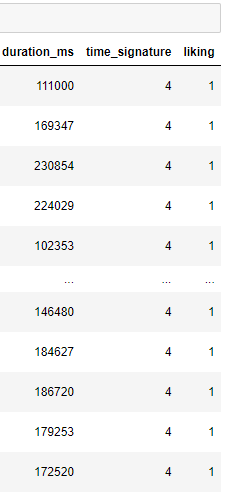 duration_ms time_signature liking
111000 4 1
169347 4 1
230854 4 1
224029 4 1
102353 4 1
... ... ...
146480 4 1
184627 4 1
186720 4 1
179253 4 1
172520 4 1